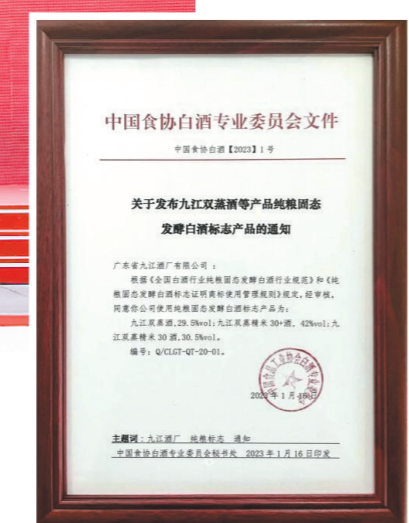 中国食协白酒专业委员会文件
中国食协白酒【2023】1号
关于发布九江双蒸酒等产品纯粮固态
发酵白酒标志产品的通知
广东省九江酒厂有限公司：
根据《全国白酒行业纯粮固态发酵白酒行业规范》和《纯
粮固态发酵白酒标志证明商标使用管理规则》规定，经审核，
同意你公司使用纯粮固态发酵白酒标志产品为：
九江双蒸酒，29.5%vol；九江双蒸精米30+酒，42%vol；九
江双蒸精米30酒，30.5%vol。
编号：Q/CLGT-QT-20-01。
2023年1月16日
主题词：九江酒厂 纯粮标志 通知
中国食协白酒专业委员会秘书处 2023年1月16日印发